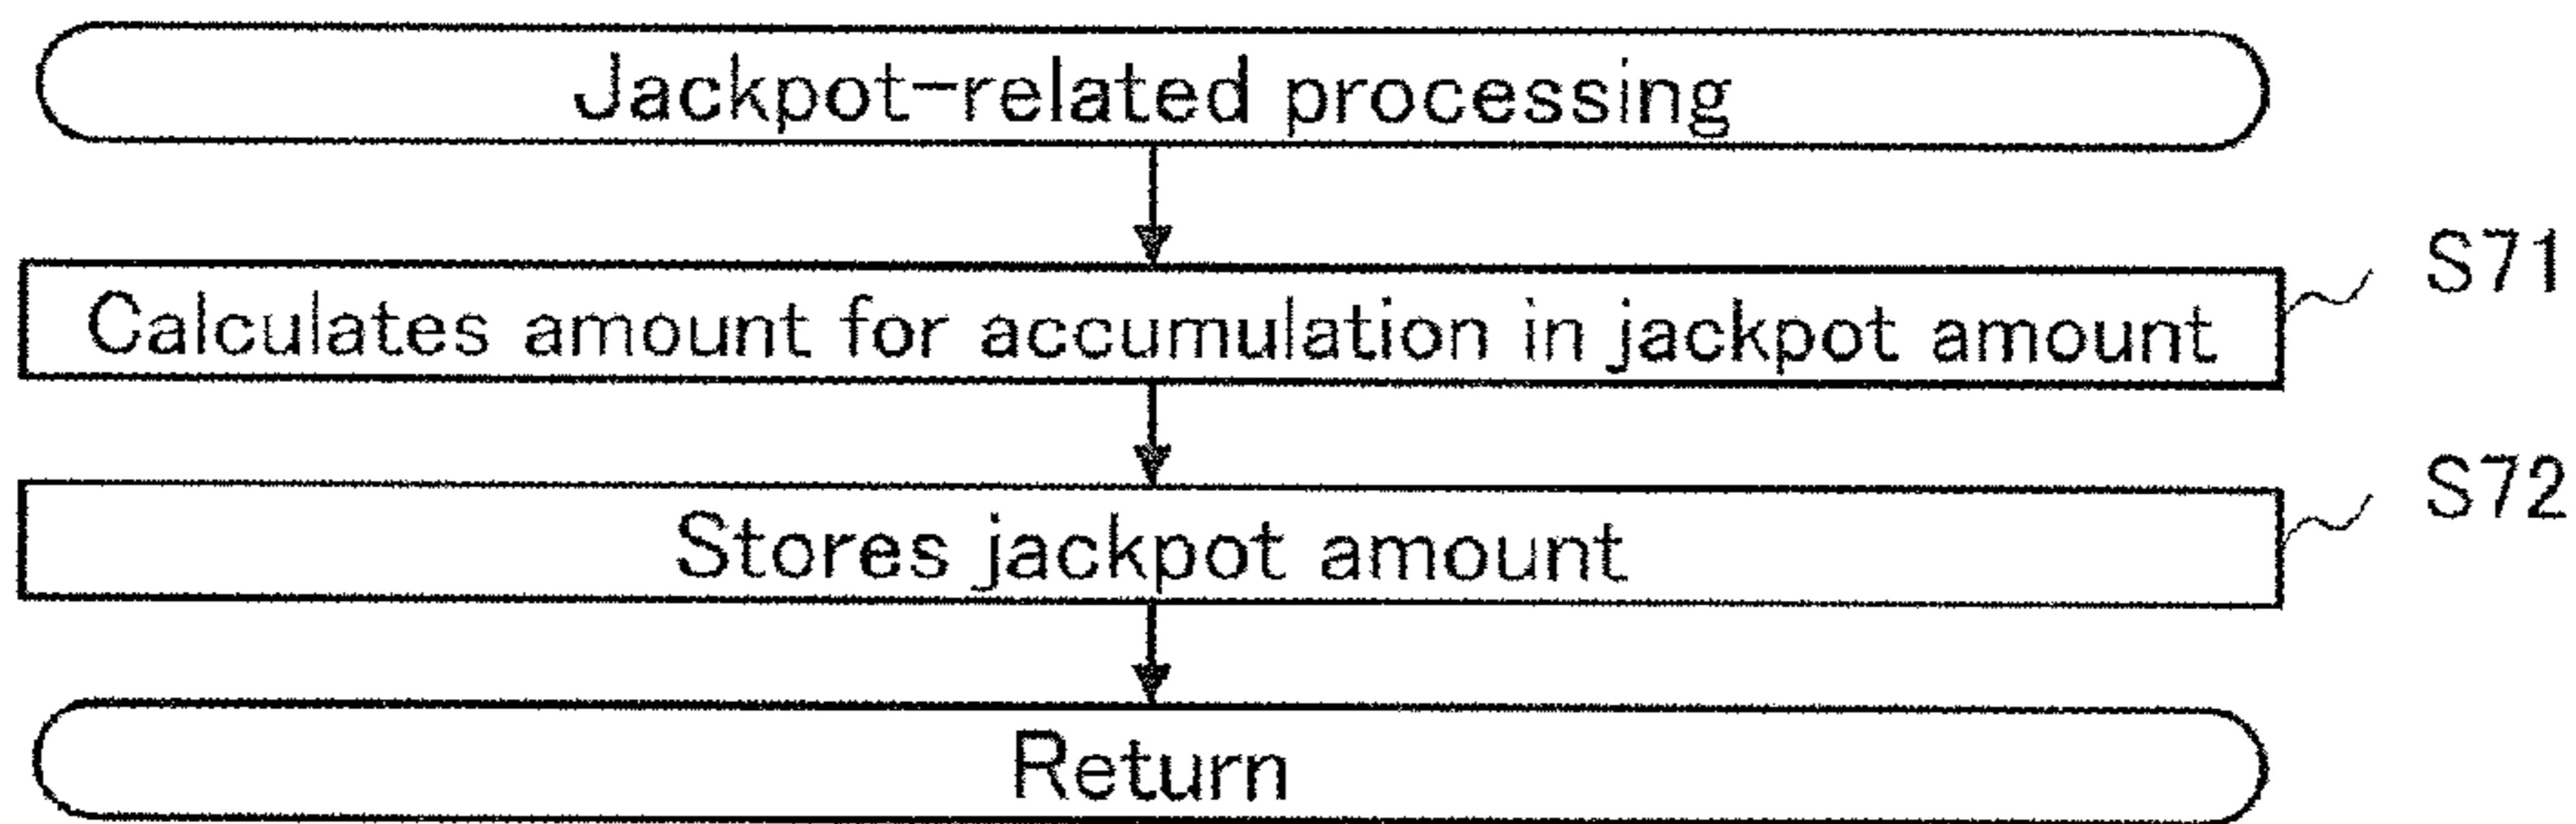 Jackpot-related processing
S71
Calculates amount for accumulation in jackpot amount
S72
Stores jackpot amount
Return